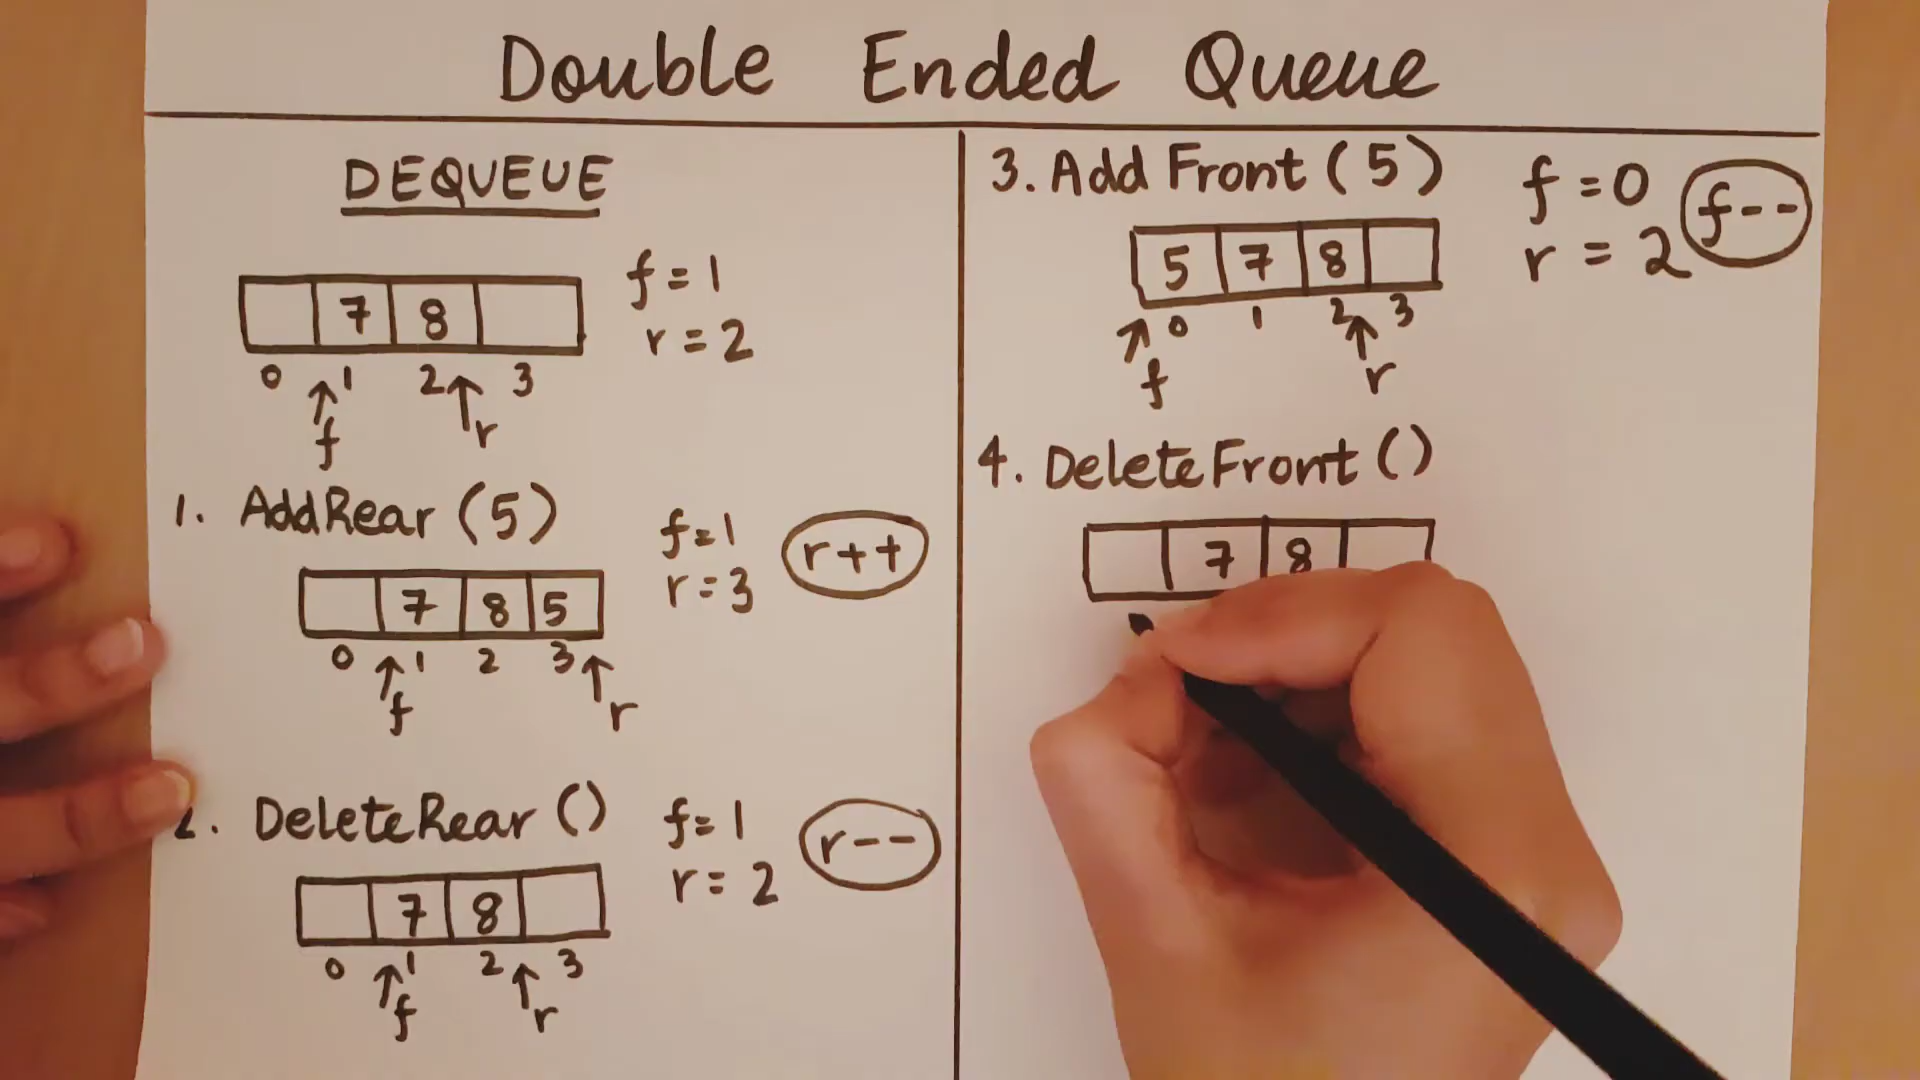 Double Ended Queue
DEQUEUE
7 8
f = 1
r = 2
0 1 2 3
f r
1. AddRear (5)
f = 1
r = 3
r++
7 8 5
0 1 2 3
f r
2. DeleteRear ()
f = 1
r = 2
r--
7 8
0 1 2 3
f r
3. Add Front (5)
f = 0
r = 2
f--
5 7 8
0 1 2 3
f r
4. DeleteFront ()
7 8